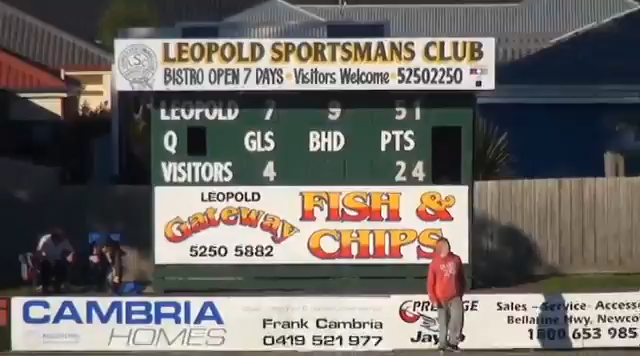 LEOPOLD SPORTSMANS CLUB
BISTRO OPEN 7 DAYS • Visitors Welcome • 52502250
LEOPOLD 7 9 51
Q GLS BHD PTS
VISITORS 4 24
LEOPOLD
Gateway
5250 5882
FISH &
CHIPS
CAMBRIA
HOMES
Frank Cambria
0419 521 977
Sales - Service - Access
Bellarine Hwy, Newco
1800 653 985